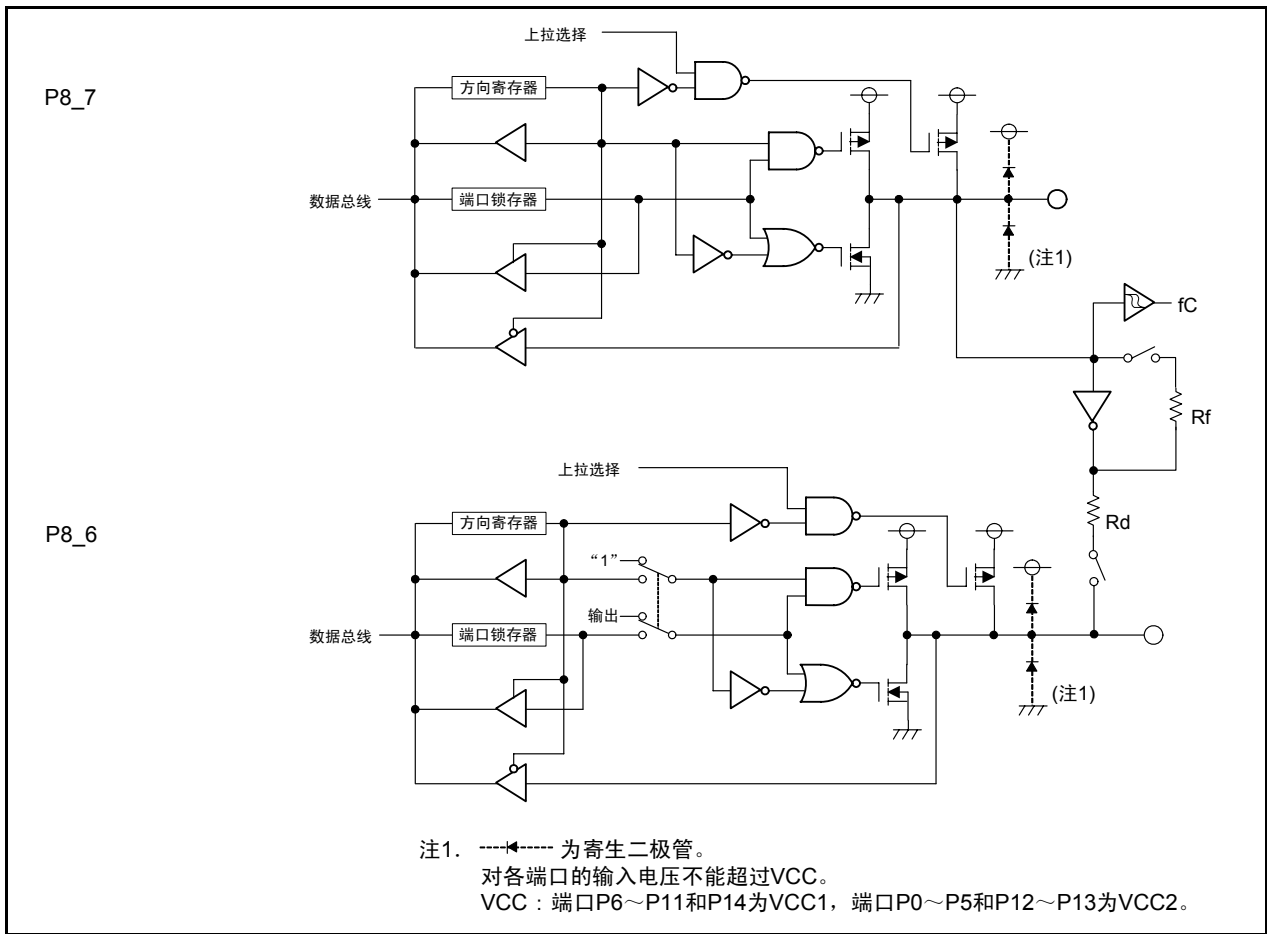 上拉选择
P8_7
方向寄存器
数据总线
端口锁存器
(注1)
fC
Rf
上拉选择
P8_6
方向寄存器
Rd
“1”
输出
数据总线
端口锁存器
(注1)
注1. 为寄生二极管。
对各端口的输入电压不能超过VCC。
VCC：端口P6～P11和P14为VCC1，端口P0～P5和P12～P13为VCC2。